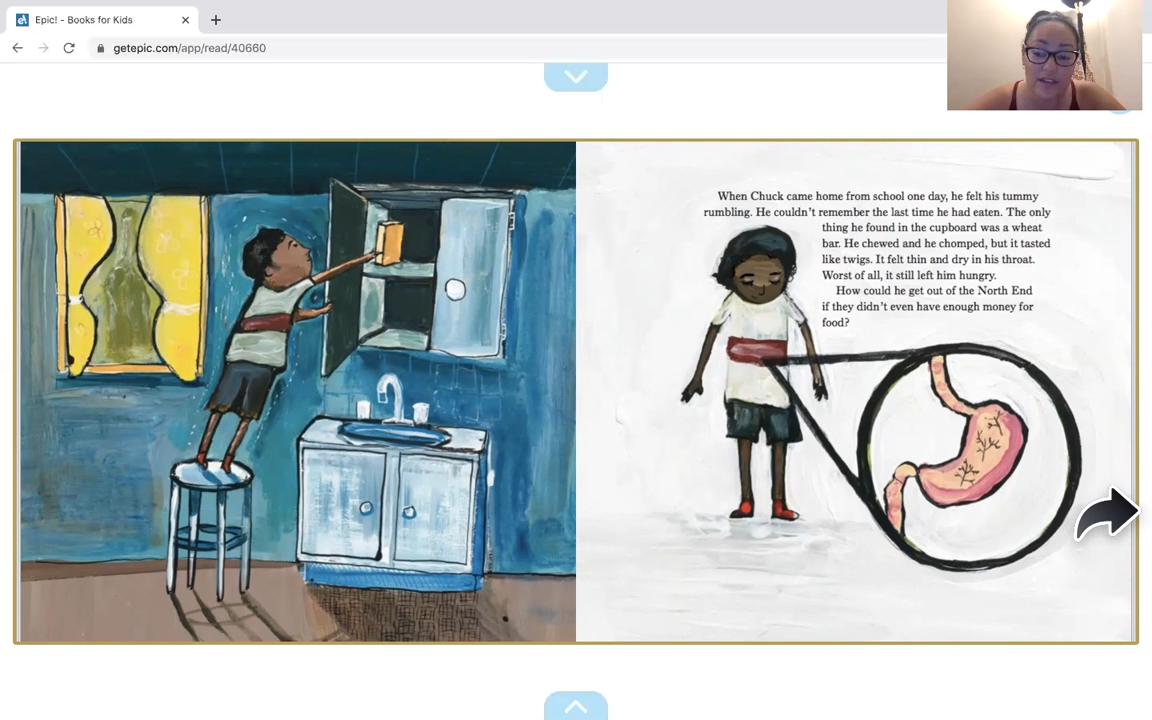 Epic! - Books for Kids
getepic.com/app/read/40660
When Chuck came home from school one day, he felt his tummy
rumbling. He couldn't remember the last time he had eaten. The only
thing he found in the cupboard was a wheat
bar. He chewed and he chomped, but it tasted
like twigs. It felt thin and dry in his throat.
Worst of all, it still left him hungry.
How could he get out of the North End
if they didn't even have enough money for
food?